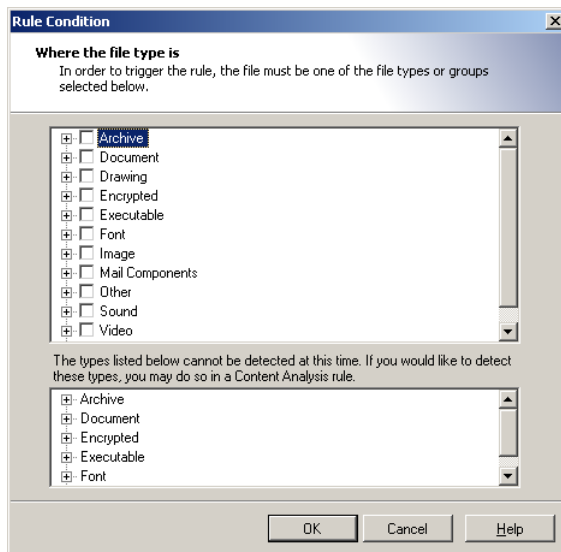 Rule Condition
Where the file type is
In order to trigger the rule, the file must be one of the file types or groups
selected below.
Archive
Document
Drawing
Encrypted
Executable
Font
Image
Mail Components
Other
Sound
Video
The types listed below cannot be detected at this time. If you would like to detect
these types, you may do so in a Content Analysis rule.
Archive
Document
Encrypted
Executable
Font
OK
Cancel
Help